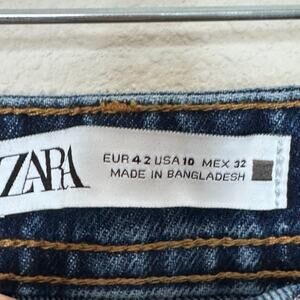 ZARA
EUR 42 USA 10 MEX 32
MADE IN BANGLADESH